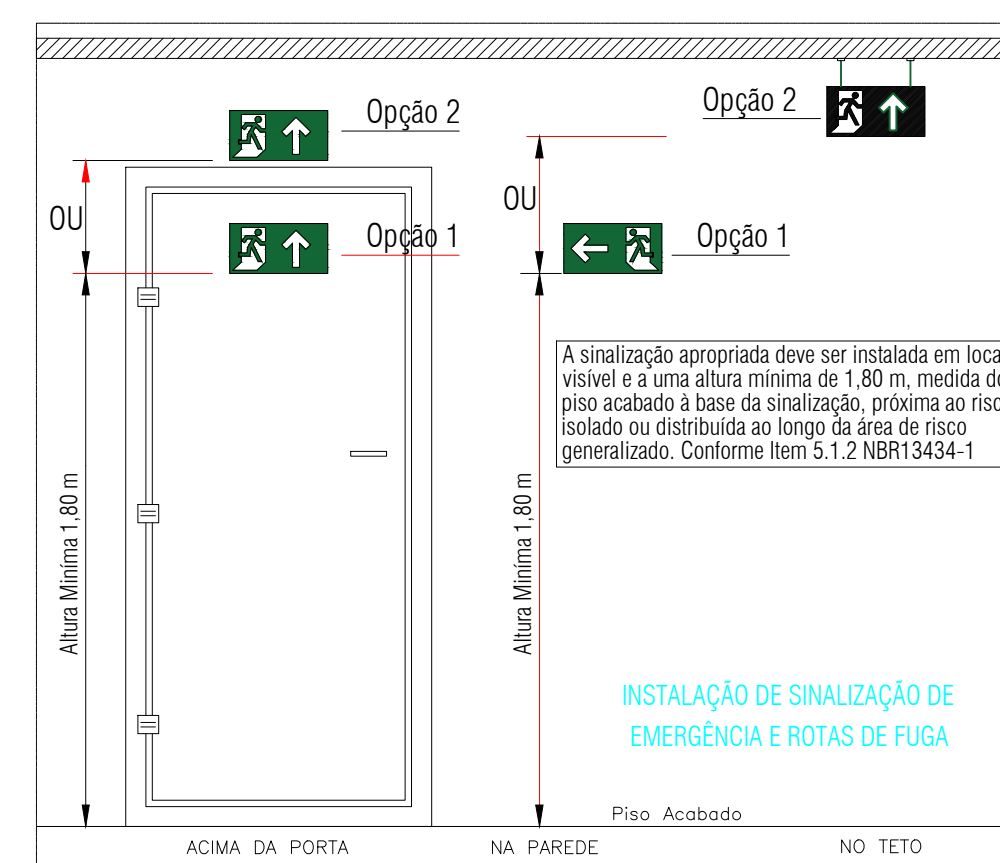 Opção 2
Opção 2
OU
OU
Opção 1
Opção 1
A sinalização apropriada deve ser instalada em loca
visível e a uma altura mínima de 1,80 m, medida do
piso acabado à base da sinalização, próxima ao risc
isolado ou distribuída ao longo da área de risco
generalizado. Conforme Item 5.1.2 NBR13434-1
Altura Miníma 1,80 m
Altura Miníma 1,80 m
INSTALAÇÃO DE SINALIZAÇÃO DE
EMERGÊNCIA E ROTAS DE FUGA
Piso Acabado
ACIMA DA PORTA
NA PAREDE
NO TETO